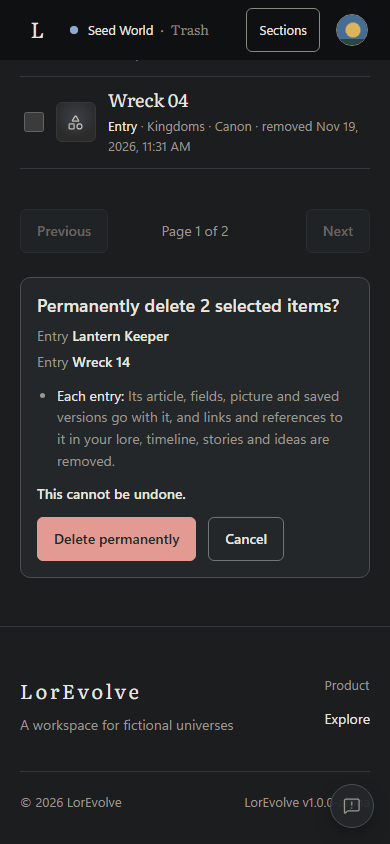 L Seed World · Trash Sections
Wreck 04
Entry · Kingdoms · Canon · removed Nov 19,
2026, 11:31 AM
Previous Page 1 of 2 Next
Permanently delete 2 selected items?
Entry Lantern Keeper
Entry Wreck 14
• Each entry: Its article, fields, picture and saved
versions go with it, and links and references to
it in your lore, timeline, stories and ideas are
removed.
This cannot be undone.
Delete permanently Cancel
LorEvolve Product
A workspace for fictional universes Explore
© 2026 LorEvolve LorEvolve v1.0.0